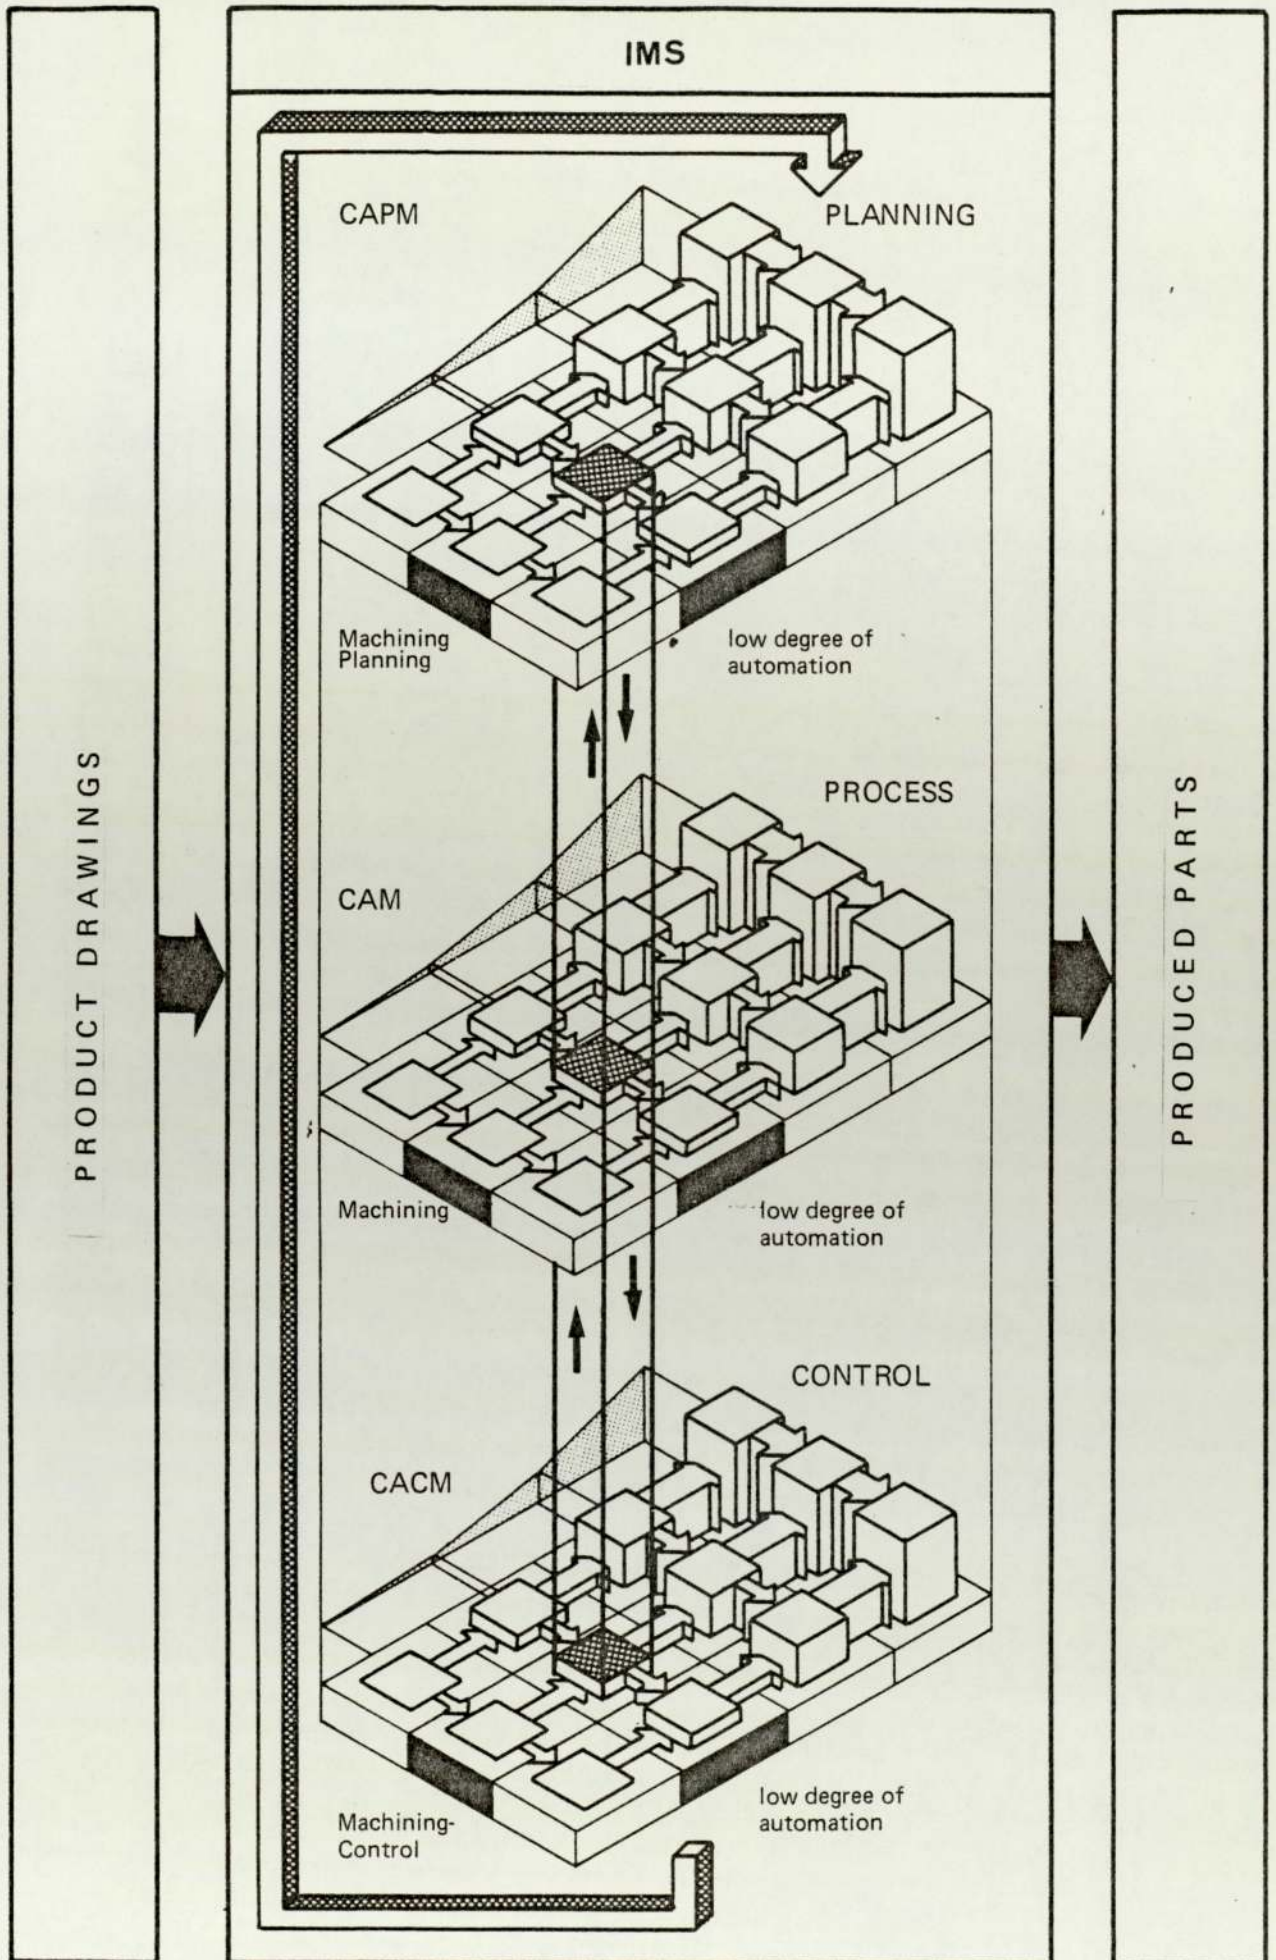 IMS
CAPM
PLANNING
Machining
Planning
low degree of
automation
PRODUCT DRAWINGS
PROCESS
CAM
PRODUCED PARTS
Machining
low degree of
automation
CONTROL
CACM
Machining-
Control
low degree of
automation